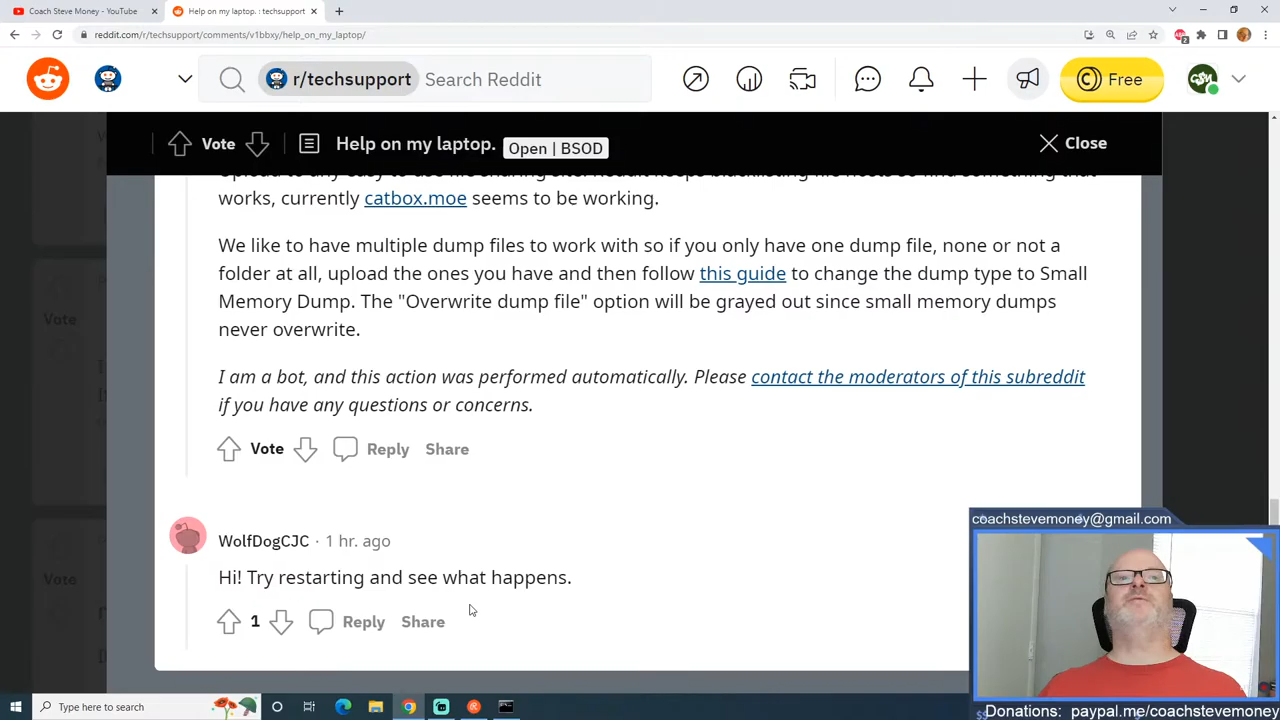 Coach Steve Money - YouTube
Help on my laptop. : techsupport
reddit.com/r/techsupport/comments/v1bbxy/help_on_my_laptop/
2
r/techsupport
Search Reddit
Free
CSM
Vote
Help on my laptop.
Open | BSOD
Close
works, currently catbox.moe seems to be working.
We like to have multiple dump files to work with so if you only have one dump file, none or not a
folder at all, upload the ones you have and then follow this guide to change the dump type to Small
Memory Dump. The "Overwrite dump file" option will be grayed out since small memory dumps
never overwrite.
Vote
I am a bot, and this action was performed automatically. Please contact the moderators of this subreddit
if you have any questions or concerns.
Vote
Reply
Share
WolfDogCJC · 1 hr. ago
Hi! Try restarting and see what happens.
Vote
1
Reply
Share
coachstevemoney@gmail.com
Type here to search
Donations: paypal.me/coachstevemoney